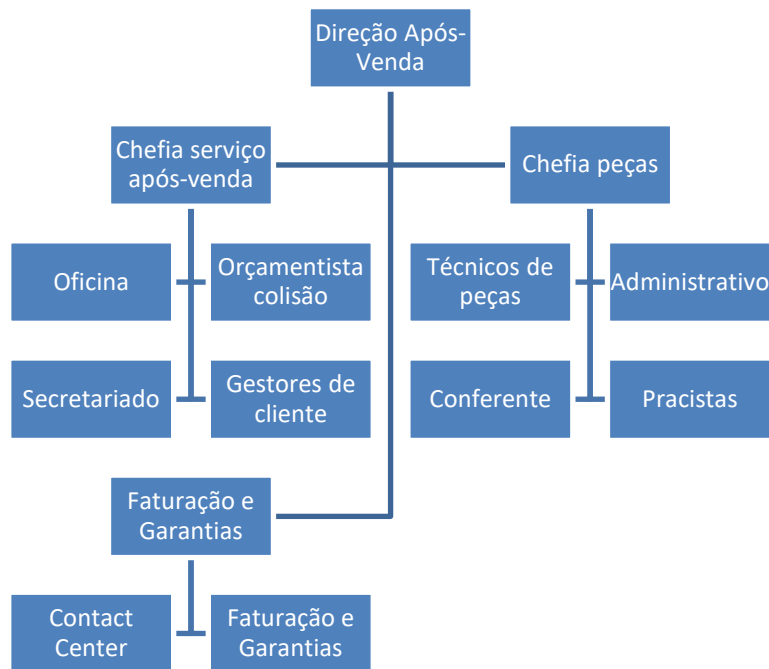 Direção Após-
Venda
Chefia serviço
após-venda
Chefia peças
Oficina
Orçamentista
colisão
Técnicos de
peças
Administrativo
Secretariado
Gestores de
cliente
Conferente
Pracistas
Faturação e
Garantias
Contact
Center
Faturação e
Garantias